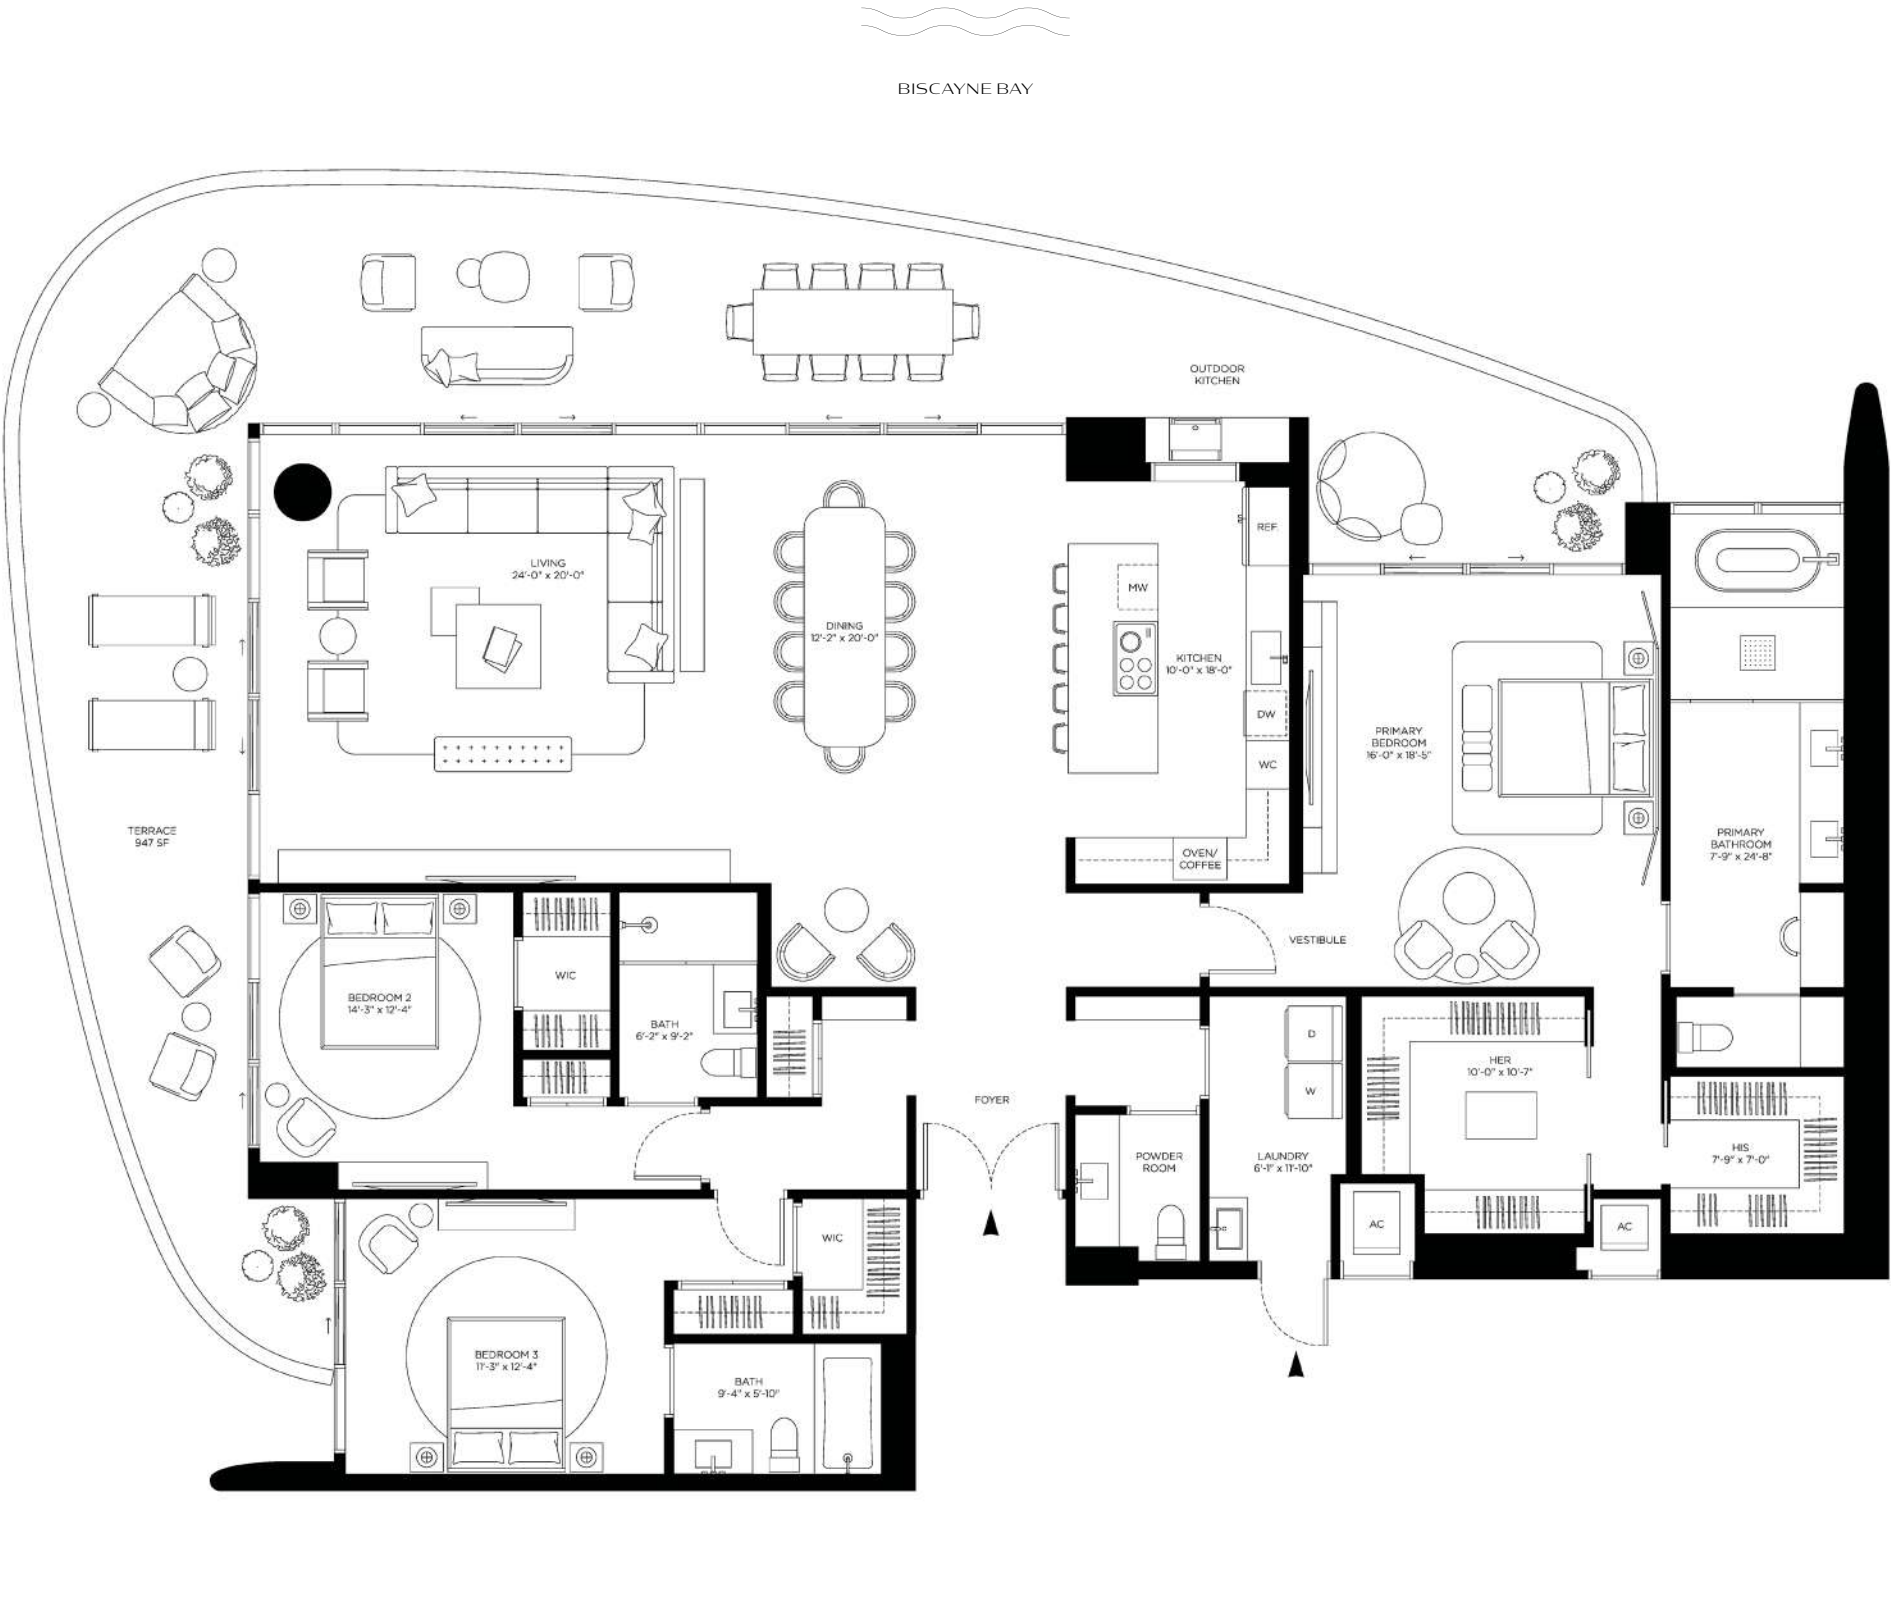 BISCAYNE BAY
OUTDOOR
KITCHEN
REF.
LIVING
24'-0" x 20'-0"
MW
DINING
12'-2" x 20'-0"
KITCHEN
10'-0" x 18'-0"
DW
PRIMARY
BEDROOM
16'-0" x 18'-5"
WC
TERRACE
947 SF
PRIMARY
BATHROOM
7'-9" x 24'-8"
OVEN/
COFFEE
VESTIBULE
WIC
BEDROOM 2
14'-3" x 12'-4"
BATH
6'-2" x 9'-2"
D
HER
10'-0" x 10'-7"
W
FOYER
POWDER
ROOM
LAUNDRY
6'-1" x 11'-10"
HIS
7'-9" x 7'-0"
AC
AC
WIC
BEDROOM 3
11'-3" x 12'-4"
BATH
9'-4" x 5'-10"